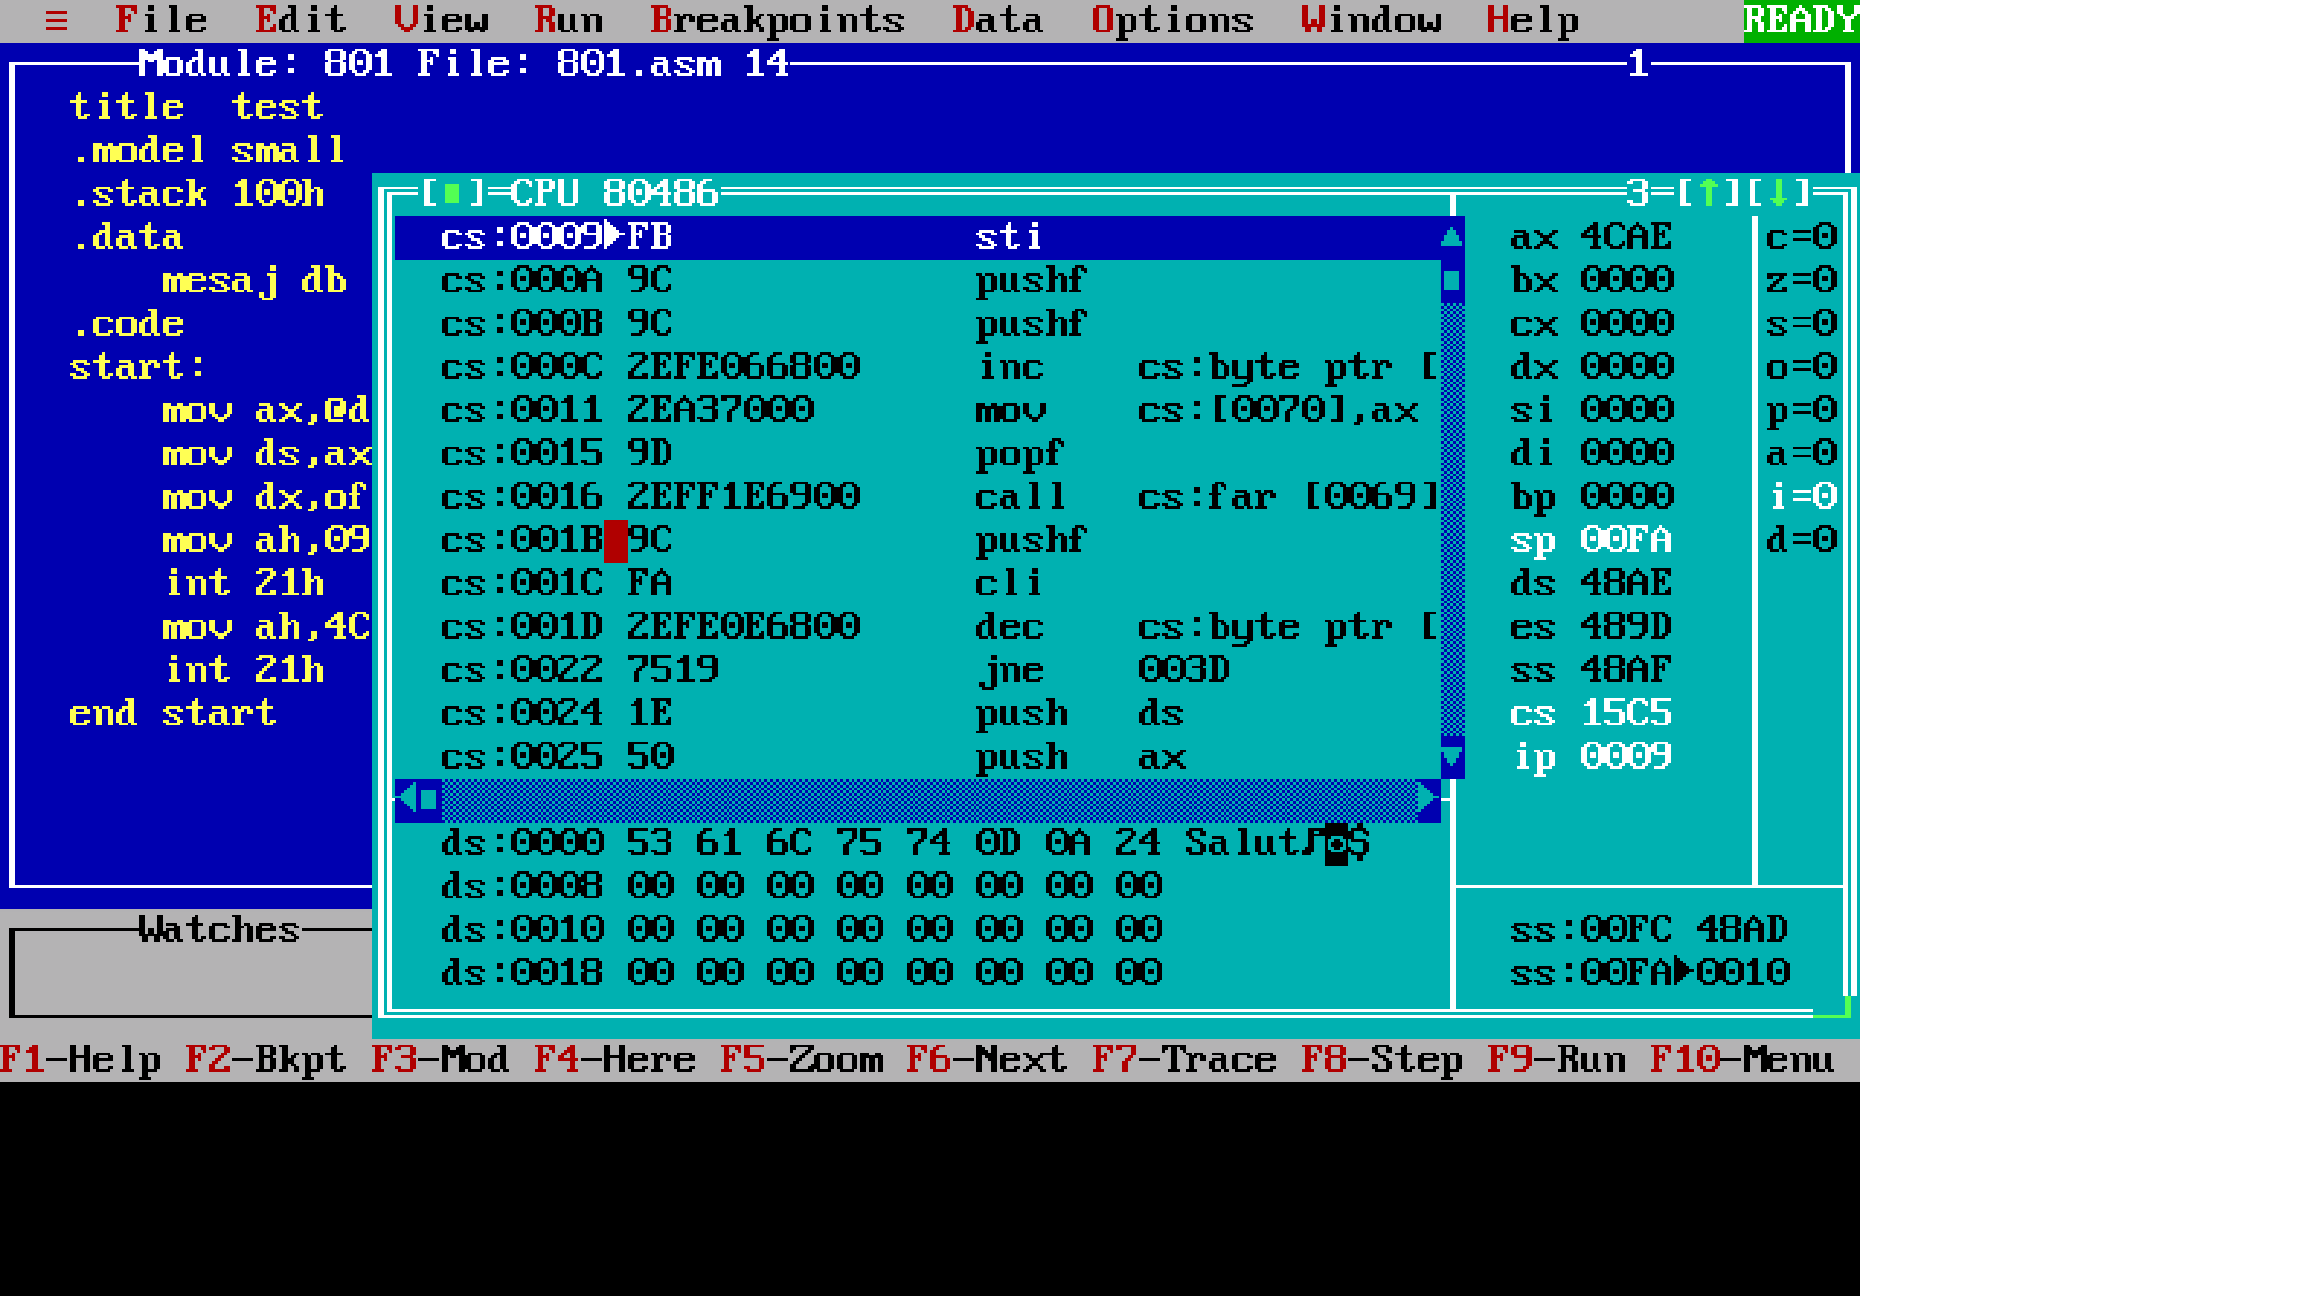 ≡ File Edit View Run Breakpoints Data Options Window Help READY
Module: 801 File: 801.asm 14 1
title test
.model small
.stack 100h
.data
mesaj db
.code
start:
mov ax,@d
mov ds,ax
mov dx,of
mov ah,09
int 21h
mov ah,4C
int 21h
end start
[■]=CPU 80486 3=[↑][↓]
cs:0009►FB sti
cs:000A 9C pushf
cs:000B 9C pushf
cs:000C 2EFE066800 inc cs:byte ptr [
cs:0011 2EA37000 mov cs:[0070],ax
cs:0015 9D popf
cs:0016 2EFF1E6900 call cs:far [0069]
cs:001B 9C pushf
cs:001C FA cli
cs:001D 2EFE0E6800 dec cs:byte ptr [
cs:0022 7519 jne 003D
cs:0024 1E push ds
cs:0025 50 push ax
ax 4CAE
bx 0000
cx 0000
dx 0000
si 0000
di 0000
bp 0000
sp 00FA
ds 48AE
es 489D
ss 48AF
cs 15C5
ip 0009
c=0
z=0
s=0
o=0
p=0
a=0
i=0
d=0
ds:0000 53 61 6C 75 74 0D 0A 24 Salut♪◙$
ds:0008 00 00 00 00 00 00 00 00
ds:0010 00 00 00 00 00 00 00 00
ds:0018 00 00 00 00 00 00 00 00
ss:00FC 48AD
ss:00FA►0010
Watches
F1-Help F2-Bkpt F3-Mod F4-Here F5-Zoom F6-Next F7-Trace F8-Step F9-Run F10-Menu